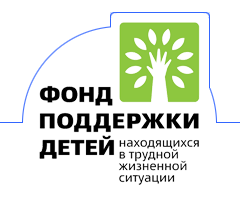 ФОНД
ПОДДЕРЖКИ
ДЕТЕЙ
находящихся
в трудной
жизненной
ситуации